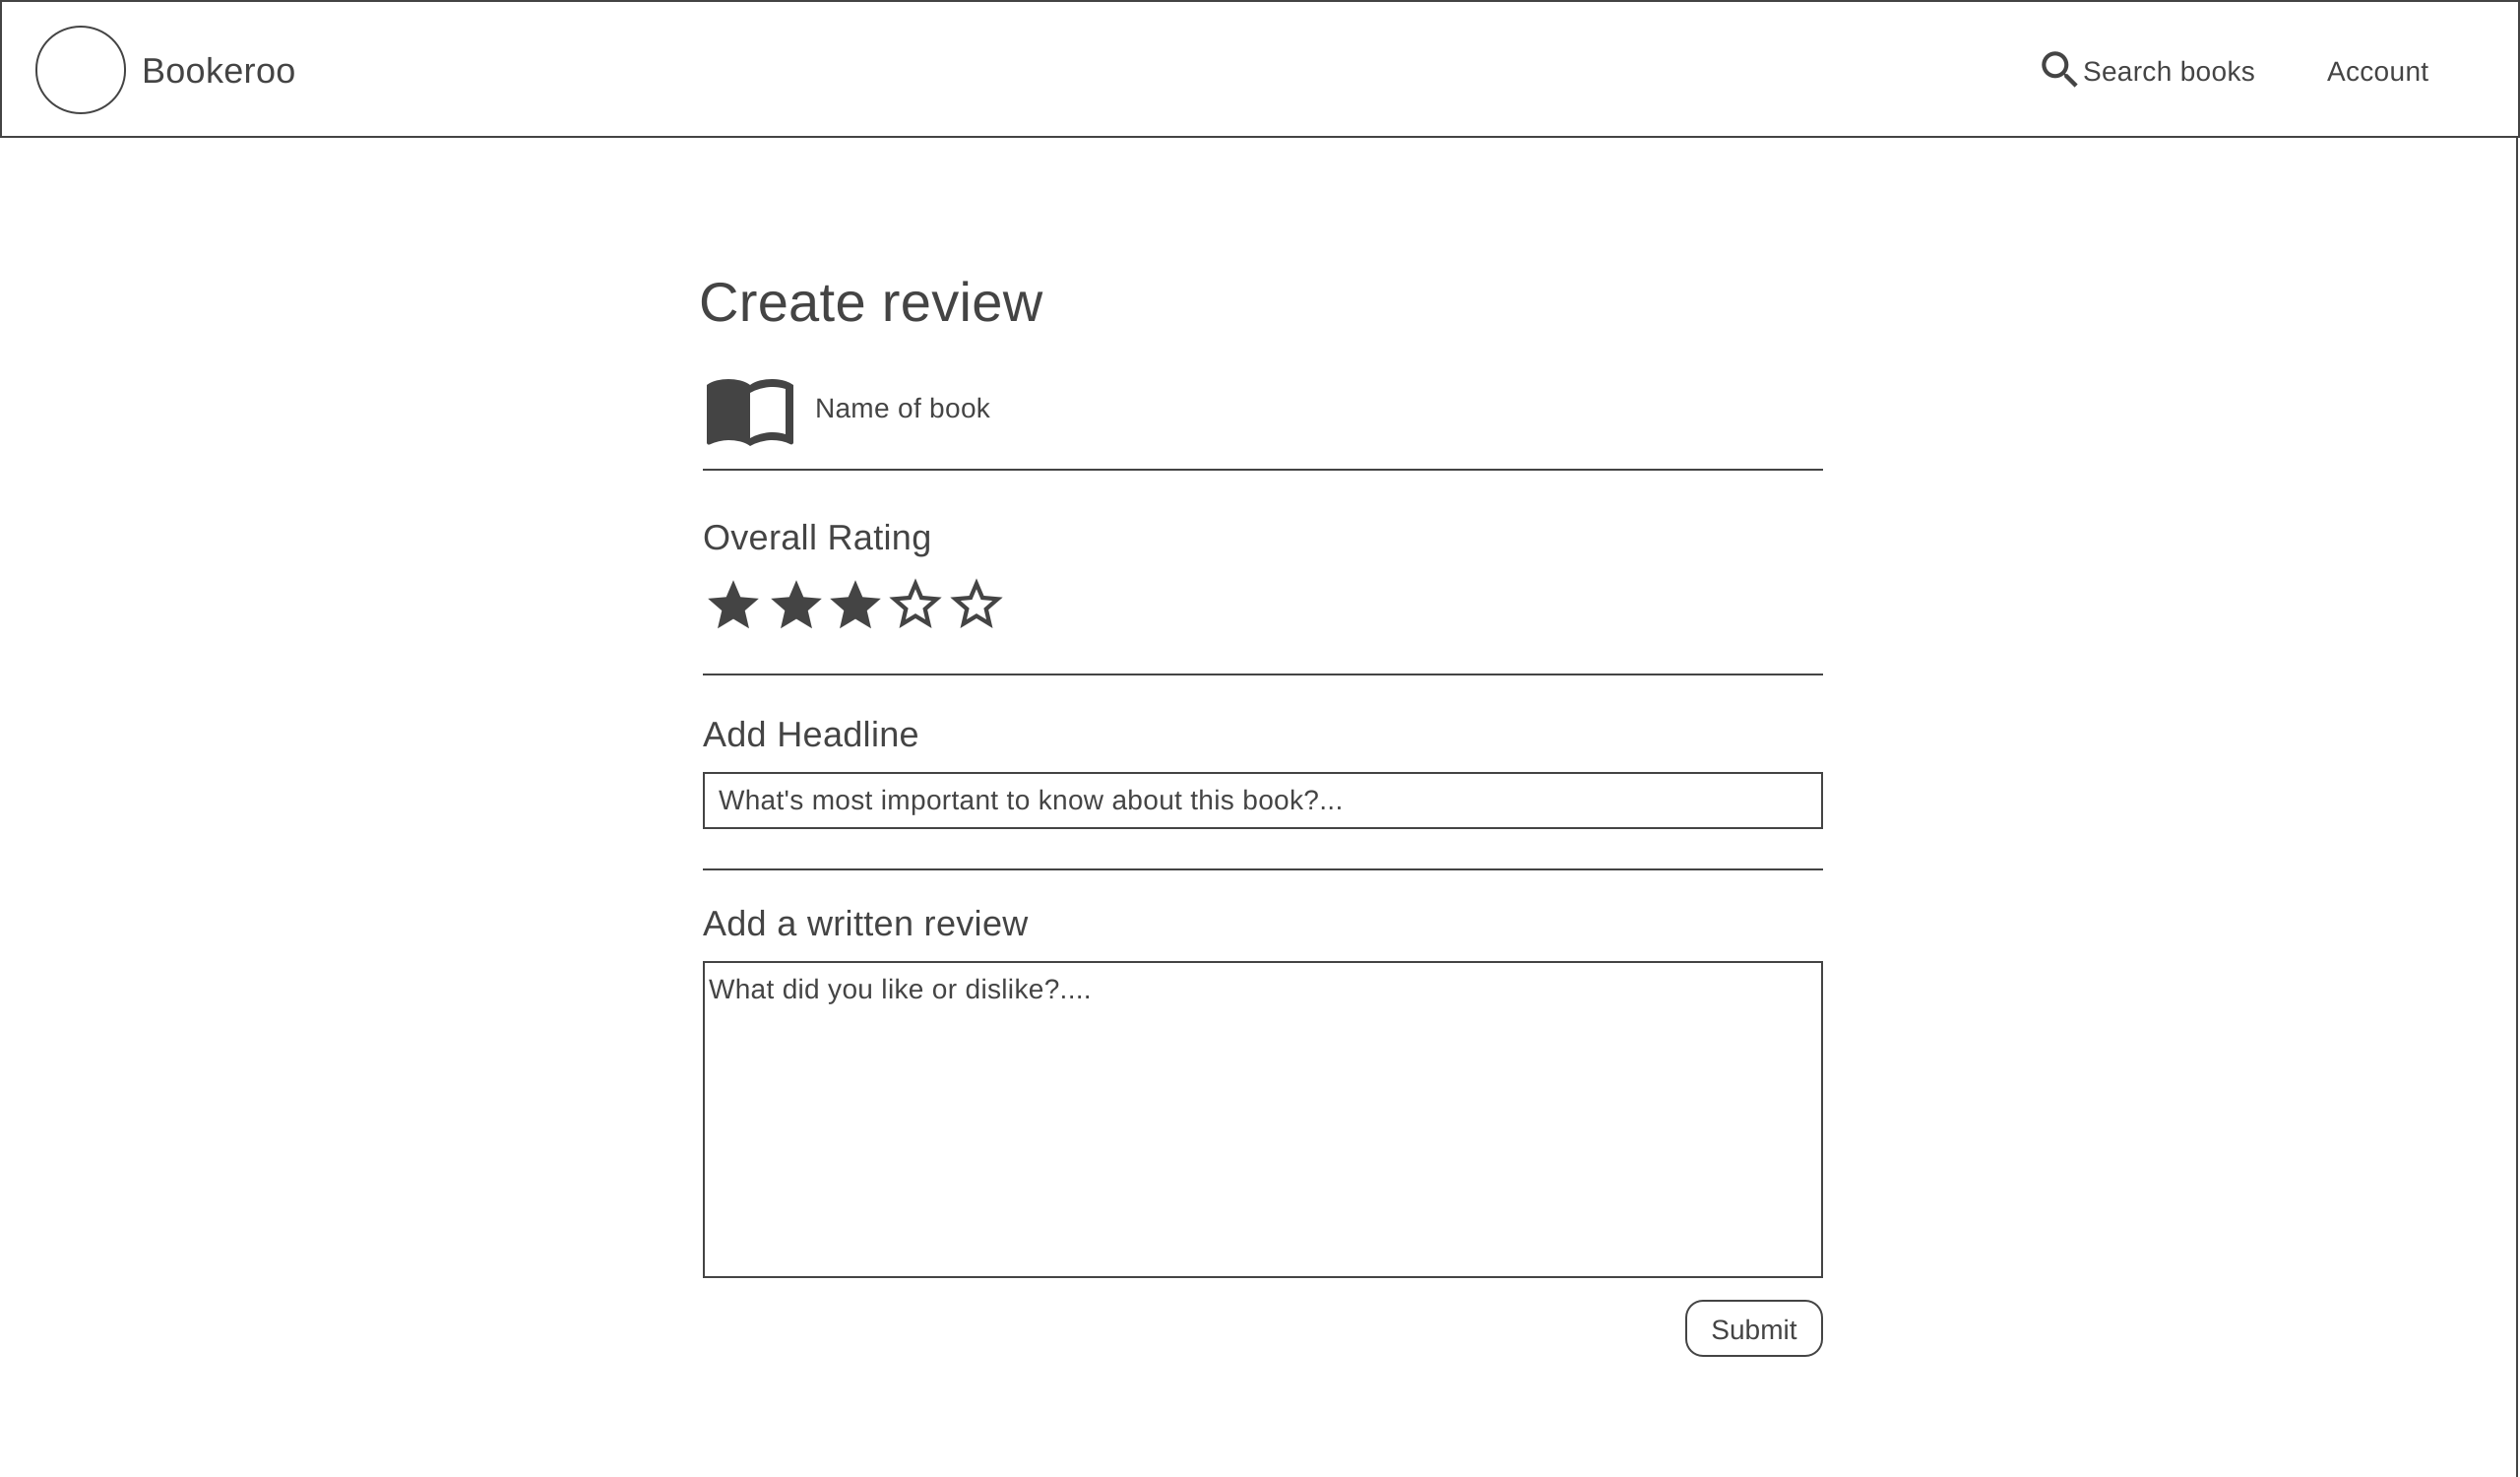 Bookeroo
Search books
Account
Create review
Name of book
Overall Rating
Add Headline
What's most important to know about this book?...
Add a written review
What did you like or dislike?....
Submit